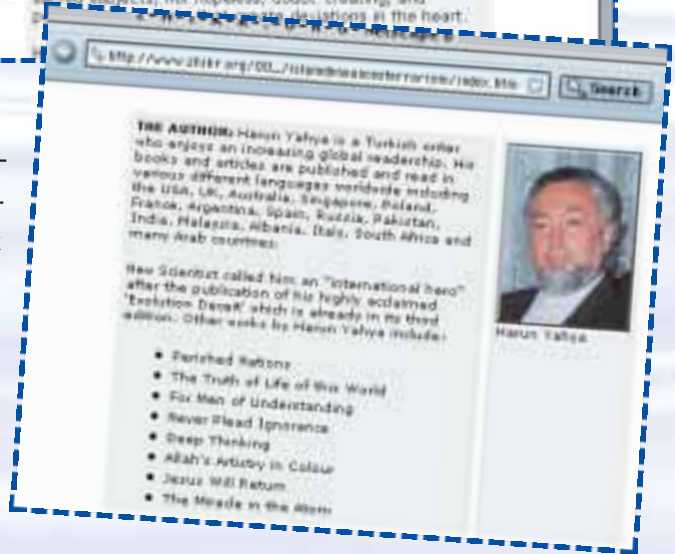 in the heart.
Search
THE AUTHOR: Harun Yahya is a Turkish writer
who enjoys an increasing global readership. His
books and articles are published and read in
various different languages worldwide including
the USA, UK, Australia, Singapore, Poland,
France, Argentina, Spain, Russia, Pakistan,
India, Malaysia, Albania, Italy, South Africa and
many Arab countries.
New Scientist called him an "international hero"
after the publication of his highly acclaimed
'Evolution Deceit' which is already in its third
edition. Other works by Harun Yahya include:
Harun Yahya
• Perished Nations
• The Truth of Life of this World
• For Men of Understanding
• Never Plead Ignorance
• Deep Thinking
• Allah's Artistry in Colour
• Jesus Will Return
• The Miracle in the Atom